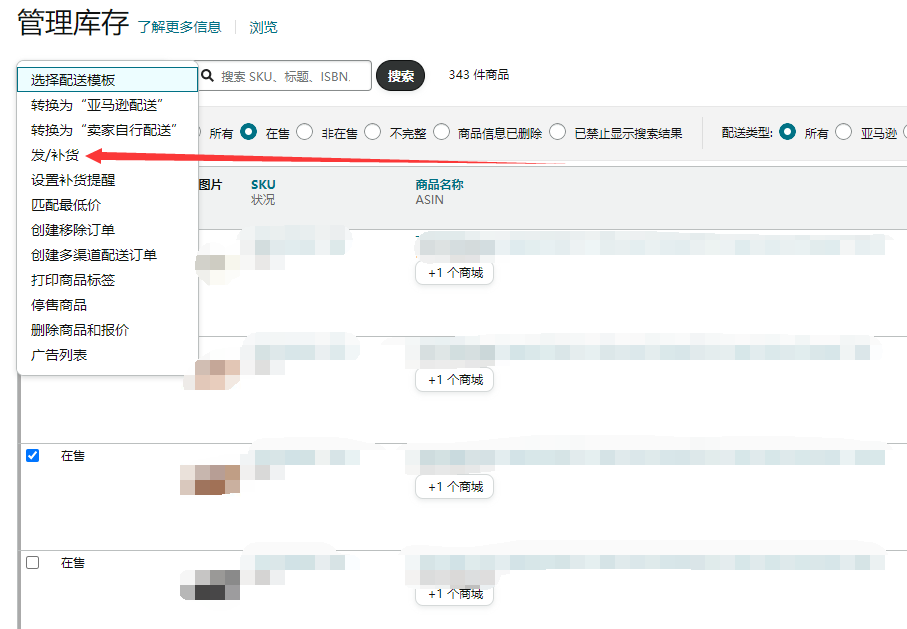 管理库存 了解更多信息 浏览
搜索 SKU、标题、ISBN. 搜索 343 件商品
选择配送模板
转换为“亚马逊配送”
转换为“卖家自行配送”
发/补货
设置补货提醒
匹配最低价
创建移除订单
创建多渠道配送订单
打印商品标签
停售商品
删除商品和报价
广告列表
所有 在售 非在售 不完整 商品信息已删除 已禁止显示搜索结果 配送类型: 所有 亚马逊
图片 SKU 商品名称
状况 ASIN
+1 个商城
+1 个商城
在售
+1 个商城
在售
+1 个商城